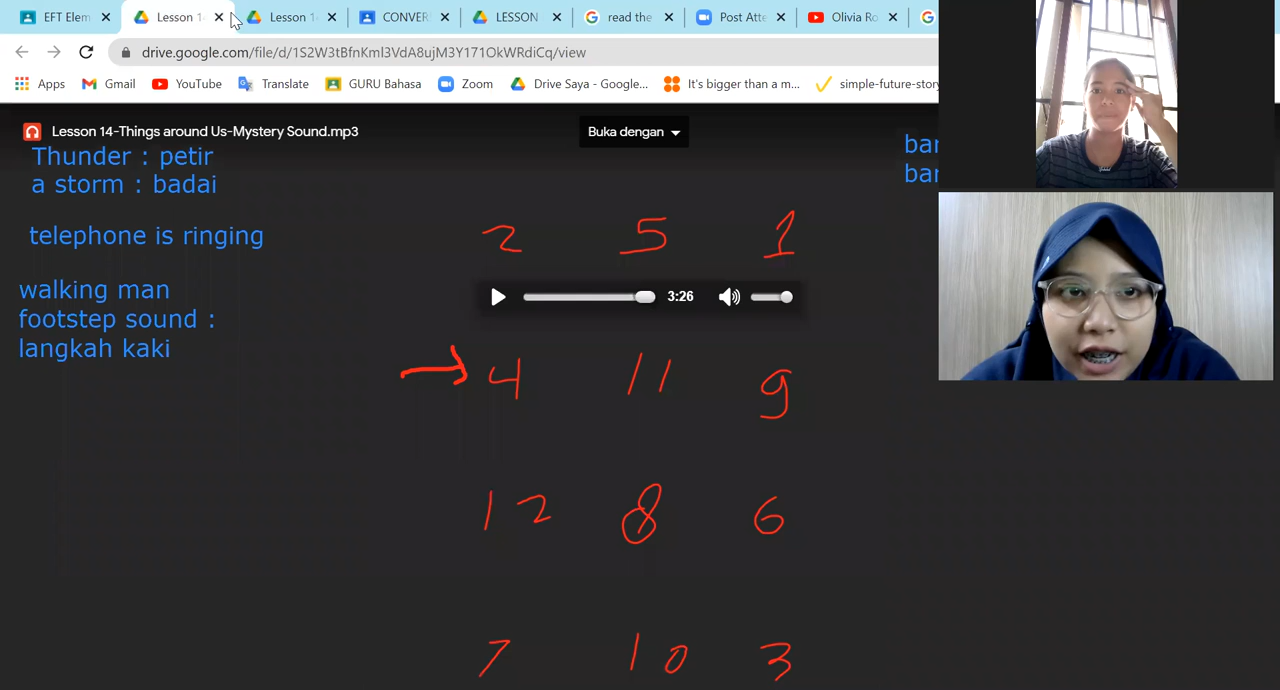 EFT Elem
Lesson 1
Lesson 1
CONVER
LESSON
read the
Post Atte
Olivia Ro
drive.google.com/file/d/1S2W3tBfnKml3VdA8ujM3Y171OkWRdiCq/view
Apps
Gmail
YouTube
Translate
GURU Bahasa
Zoom
Drive Saya - Google...
It's bigger than a m...
simple-future-story
Lesson 14-Things around Us-Mystery Sound.mp3
Buka dengan
Thunder : petir
a storm : badai
telephone is ringing
walking man
footstep sound :
langkah kaki
bar
bar
2 5 1
3:26
4 11 9
12 8 6
7 10 3